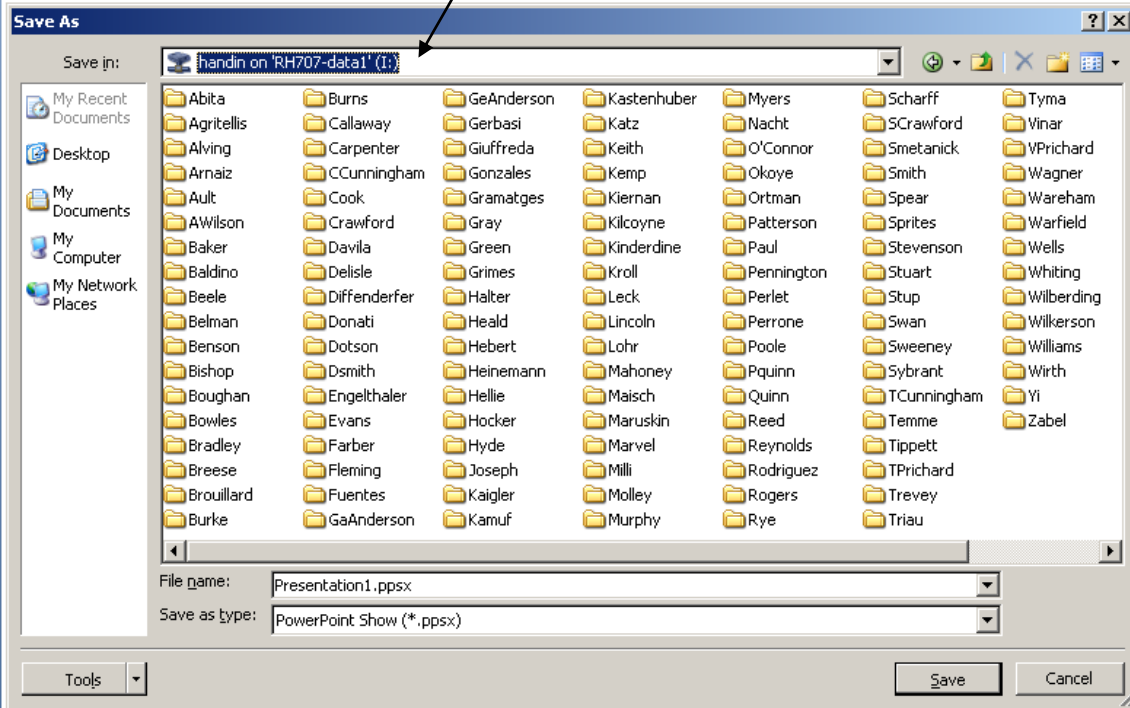 Save As
Save in:
handin on 'RH707-data1' (I:)
My Recent
Documents
Desktop
My
Documents
My
Computer
My Network
Places
Abita
Agritellis
Alving
Arnaiz
Ault
AWilson
Baker
Baldino
Beele
Belman
Benson
Bishop
Boughan
Bowles
Bradley
Breese
Brouillard
Burke
Burns
Callaway
Carpenter
CCunningham
Cook
Crawford
Davila
Delisle
Diffenderfer
Donati
Dotson
Dsmith
Engelthaler
Evans
Farber
Fleming
Fuentes
GaAnderson
GeAnderson
Gerbasi
Giuffreda
Gonzales
Gramatges
Gray
Green
Grimes
Halter
Heald
Hebert
Heinemann
Hellie
Hocker
Hyde
Joseph
Kaigler
Kamuf
Kastenhuber
Katz
Keith
Kemp
Kiernan
Kilcoyne
Kinderdine
Kroll
Leck
Lincoln
Lohr
Mahoney
Maisch
Maruskin
Marvel
Milli
Molley
Murphy
Myers
Nacht
O'Connor
Okoye
Ortman
Patterson
Paul
Pennington
Perlet
Perrone
Poole
Pquinn
Quinn
Reed
Reynolds
Rodriguez
Rogers
Rye
Scharff
SCrawford
Smetanick
Smith
Spear
Sprites
Stevenson
Stuart
Stup
Swan
Sweeney
Sybrant
TCunningham
Temme
Tippett
TPrichard
Trevey
Triau
Tyma
Vinar
VPrichard
Wagner
Wareham
Warfield
Wells
Whiting
Wilberding
Wilkerson
Williams
Wirth
Yi
Zabel
File name:
Presentation1.ppsx
Save as type:
PowerPoint Show (*.ppsx)
Tools
Save
Cancel